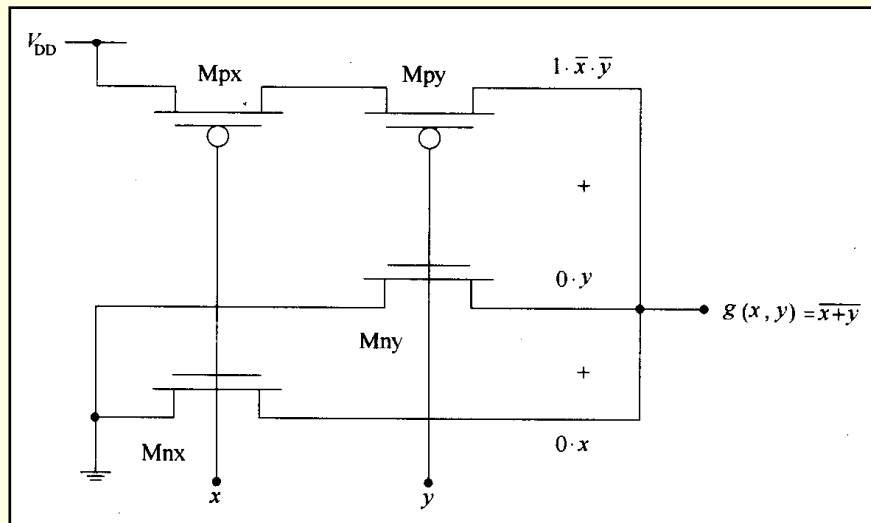 V_DD
Mpx
Mpy
1 · x̅ · y̅
+
0 · y
g (x , y) = \overline{x+y}
Mny
+
Mnx
0 · x
x
y